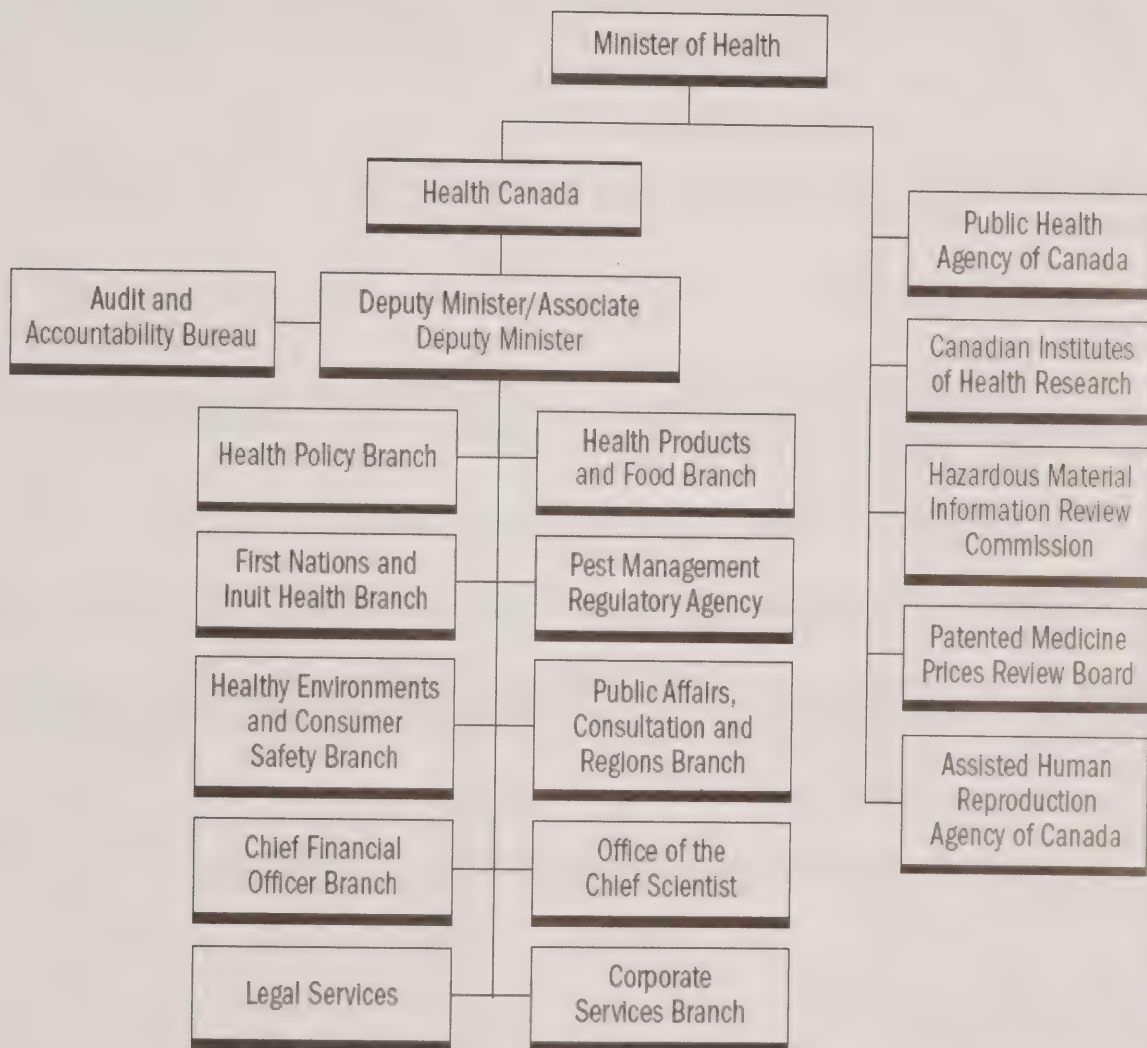 Minister of Health
Health Canada
Public Health
Agency of Canada
Audit and
Accountability Bureau
Deputy Minister/Associate
Deputy Minister
Canadian Institutes
of Health Research
Health Policy Branch
Health Products
and Food Branch
Hazardous Material
Information Review
Commission
First Nations and
Inuit Health Branch
Pest Management
Regulatory Agency
Patented Medicine
Prices Review Board
Healthy Environments
and Consumer
Safety Branch
Public Affairs,
Consultation and
Regions Branch
Assisted Human
Reproduction
Agency of Canada
Chief Financial
Officer Branch
Office of the
Chief Scientist
Legal Services
Corporate
Services Branch